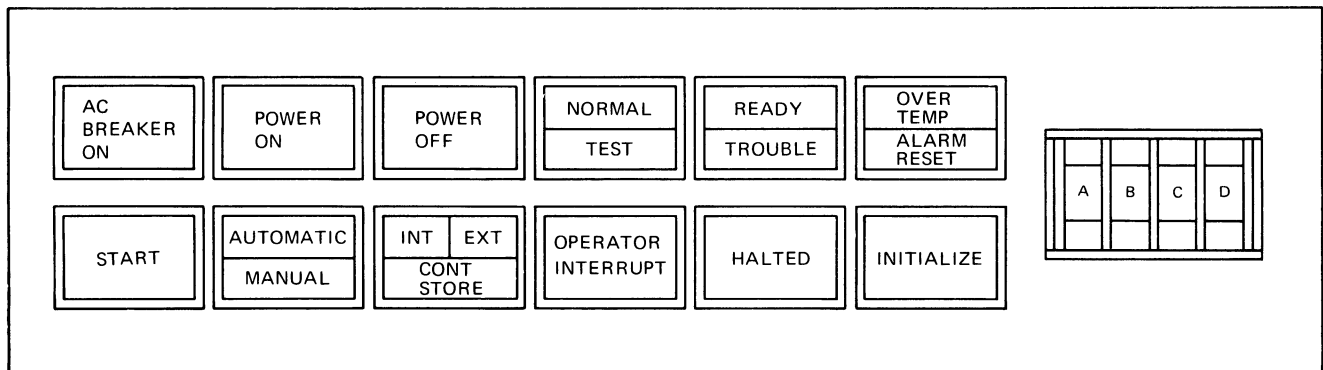 AC
BREAKER
ON
POWER
ON
POWER
OFF
NORMAL
TEST
READY
TROUBLE
OVER
TEMP
ALARM
RESET
A B C D
START
AUTOMATIC
MANUAL
INT EXT
CONT
STORE
OPERATOR
INTERRUPT
HALTED
INITIALIZE